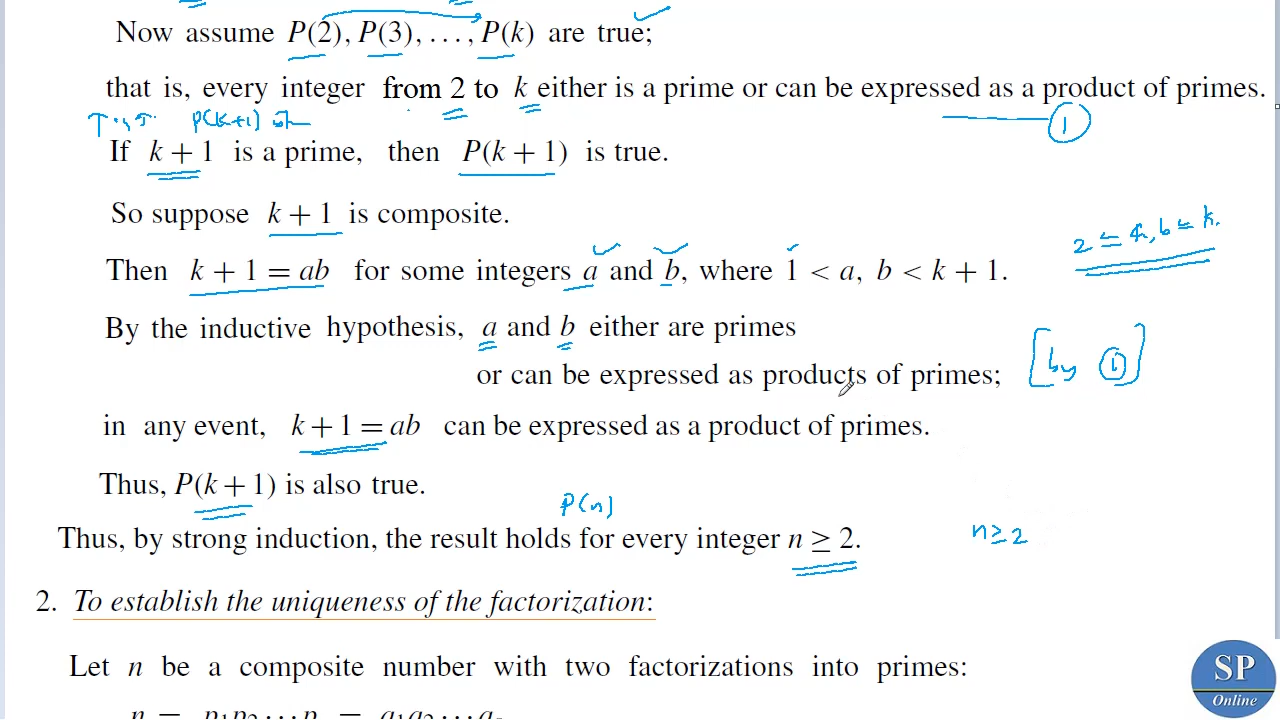 Now assume P(2), P(3), . . . , P(k) are true;
that is, every integer from 2 to k either is a prime or can be expressed as a product of primes.
P(k+1) is
1
If k + 1 is a prime, then P(k + 1) is true.
So suppose k + 1 is composite.
2 ≤ a, b ≤ k.
Then k + 1 = ab for some integers a and b, where 1 < a, b < k + 1.
By the inductive hypothesis, a and b either are primes
or can be expressed as products of primes;
[by 1]
in any event, k + 1 = ab can be expressed as a product of primes.
Thus, P(k + 1) is also true.
P(n)
Thus, by strong induction, the result holds for every integer n ≥ 2.
n ≥ 2
2. To establish the uniqueness of the factorization:
Let n be a composite number with two factorizations into primes:
SP
Online